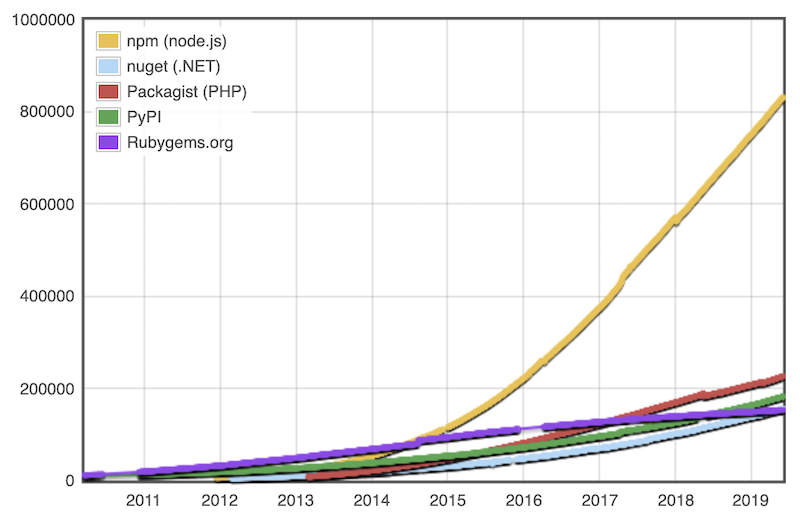 1000000
800000
600000
400000
200000
0
npm (node.js)
nuget (.NET)
Packagist (PHP)
PyPI
Rubygems.org
2011 2012 2013 2014 2015 2016 2017 2018 2019